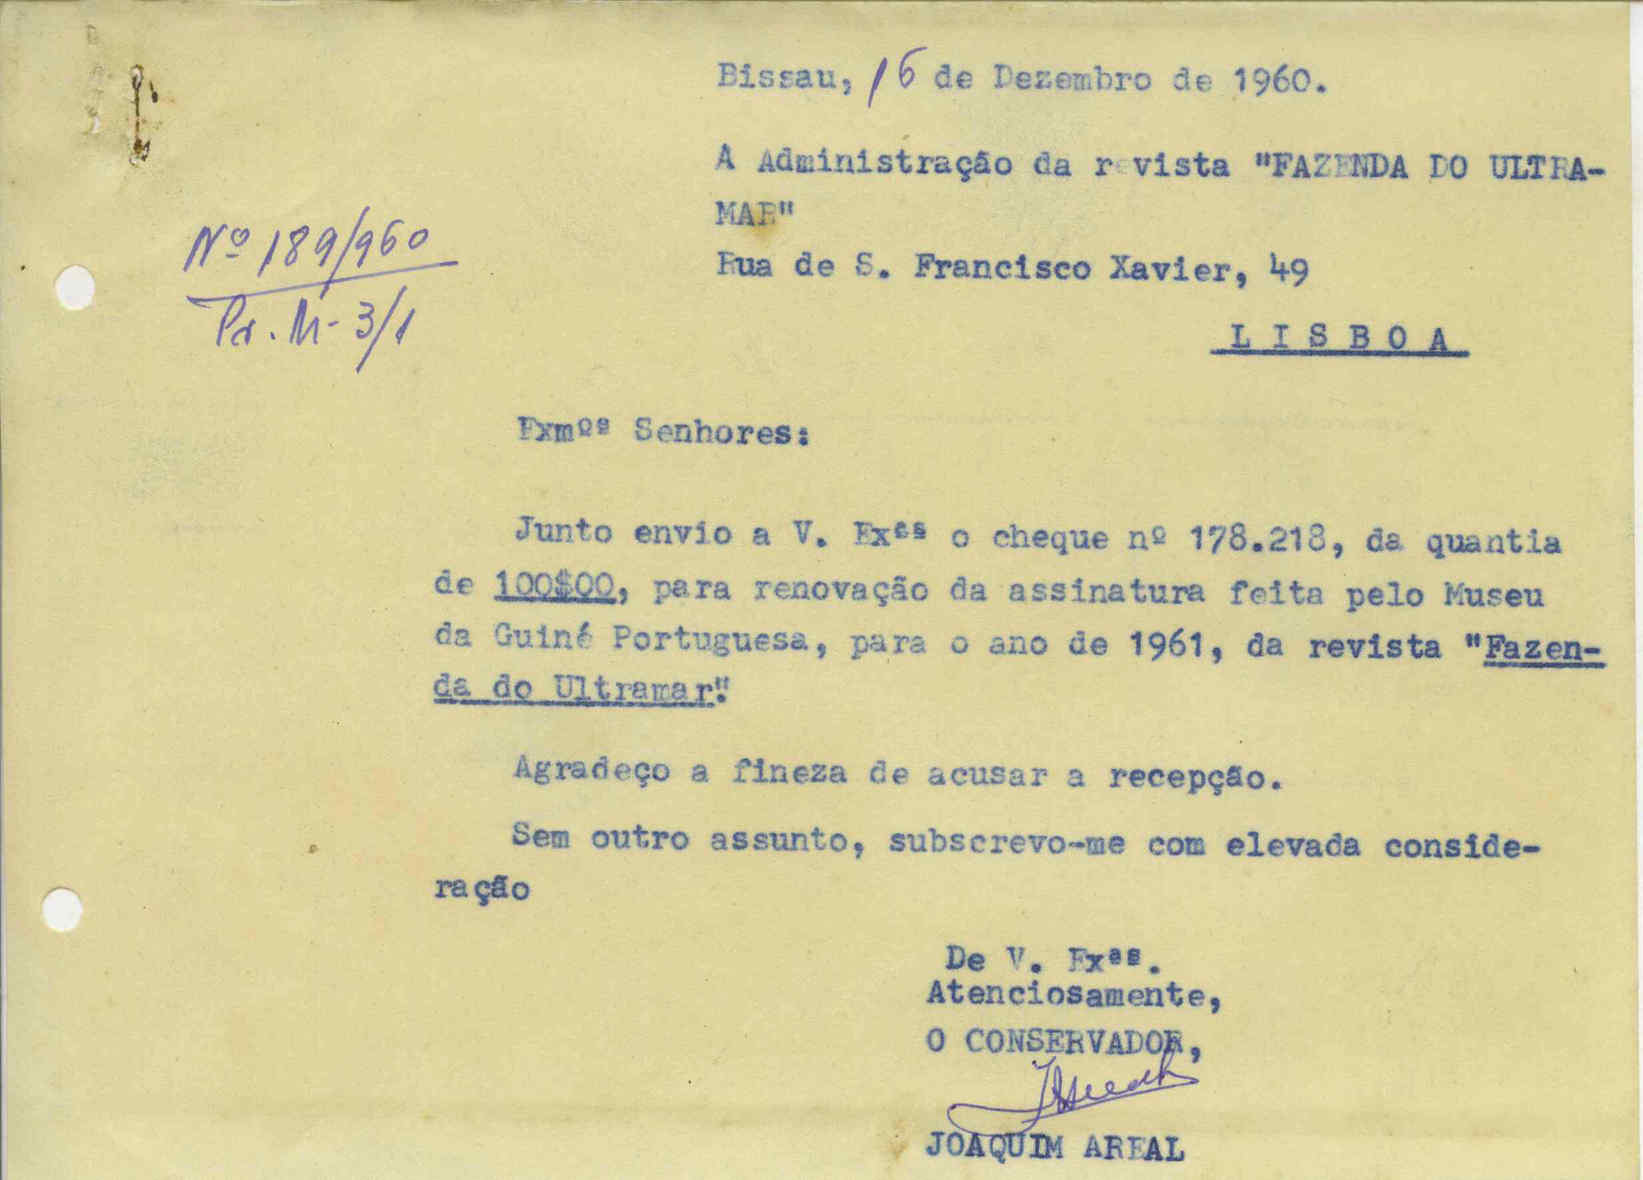 Bissau, 16 de Dezembro de 1960.
A Administração da revista "FAZENDA DO ULTRA-
MAR"
Rua de S. Francisco Xavier, 49
LISBOA
Nº 189/960
Pr. M-3/1
Exmºs Senhores:
Junto envio a V. Exªs o cheque nº 178.218, da quantia
de 100$00, para renovação da assinatura feita pelo Museu
da Guiné Portuguesa, para o ano de 1961, da revista "Fazen-
da do Ultramar".
Agradeço a fineza de acusar a recepção.
Sem outro assunto, subscrevo-me com elevada conside-
ração
De V. Exªs.
Atenciosamente,
O CONSERVADOR,
JOAQUIM AREAL